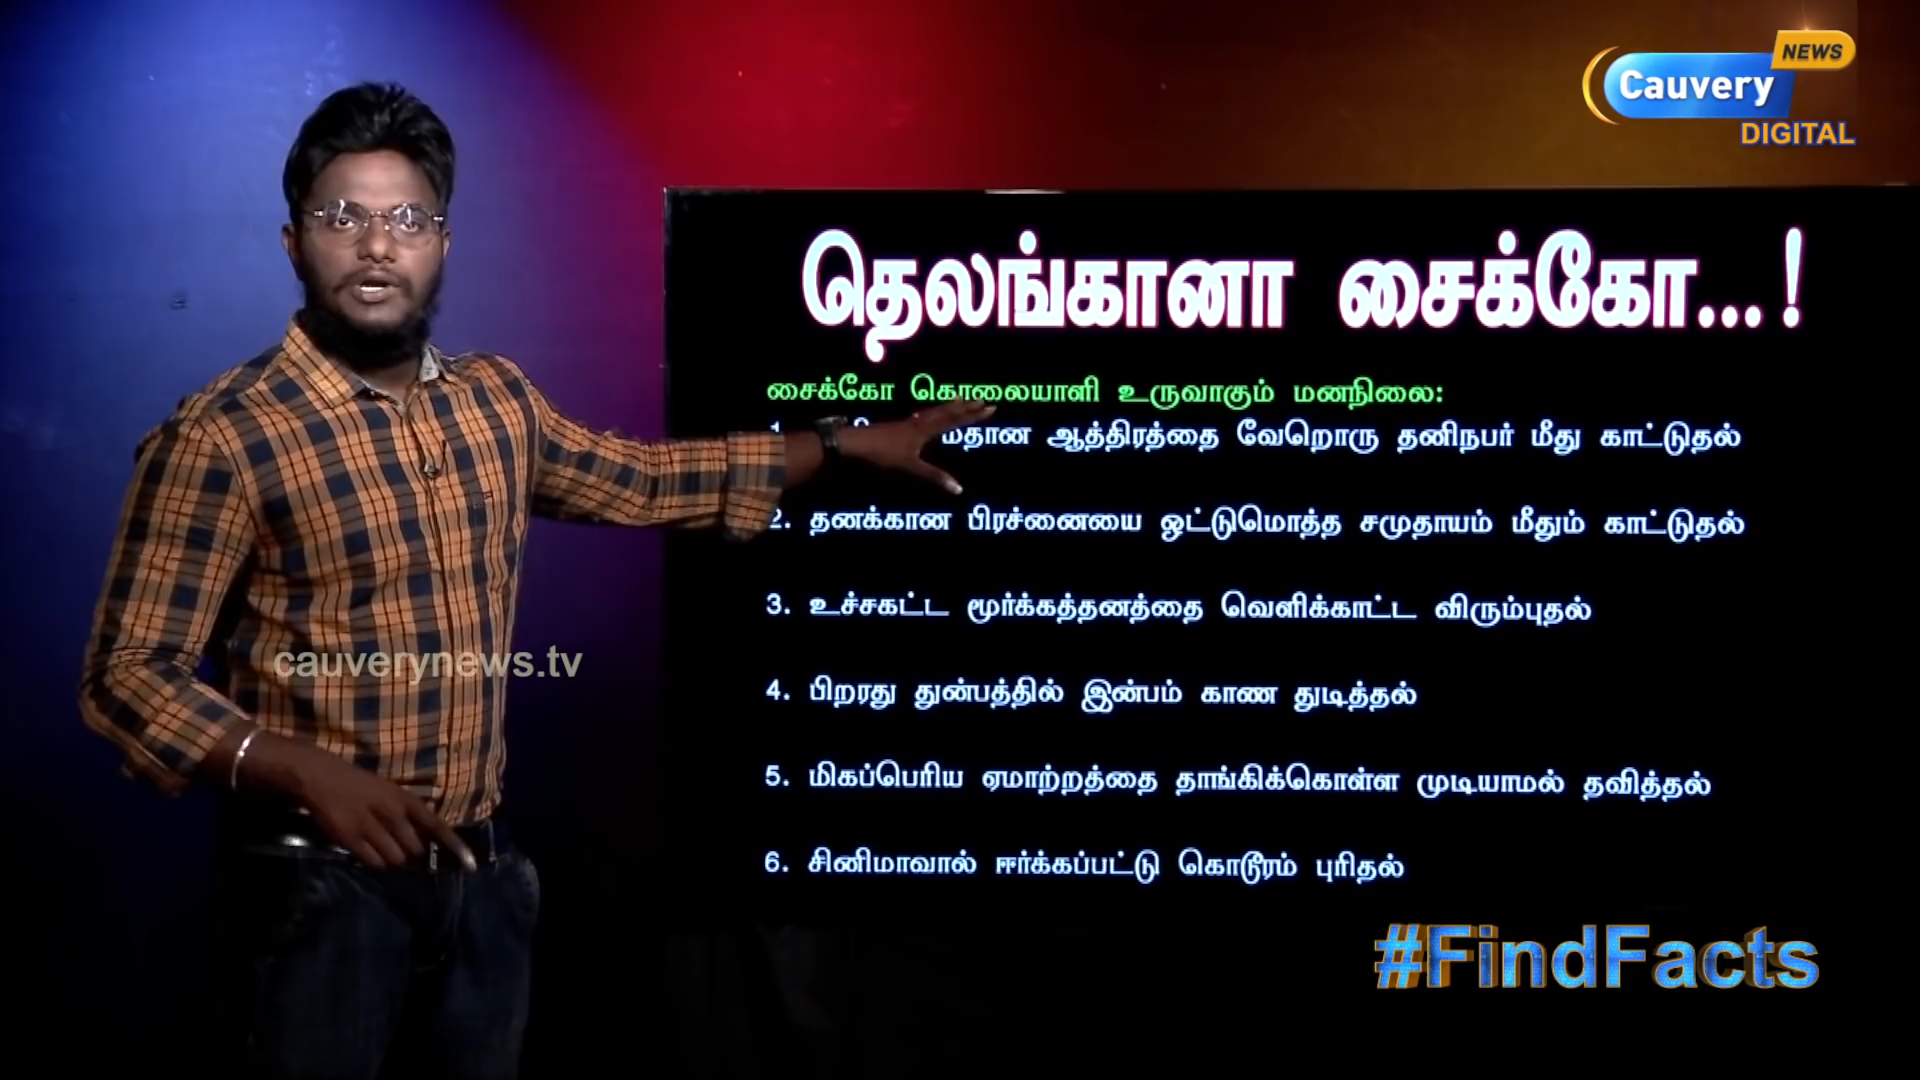 NEWS
Cauvery
DIGITAL
தெலங்கானா சைக்கோ...!
சைக்கோ கொலையாளி உருவாகும் மனநிலை:
ஆத்திரத்தை வேறொரு தனிநபர் மீது காட்டுதல்
2. தனக்கான பிரச்னையை ஒட்டுமொத்த சமுதாயம் மீதும் காட்டுதல்
3. உச்சகட்ட மூர்க்கத்தனத்தை வெளிக்காட்ட விரும்புதல்
cauverynews.tv
4. பிறரது துன்பத்தில் இன்பம் காண துடித்தல்
5. மிகப்பெரிய ஏமாற்றத்தை தாங்கிக்கொள்ள முடியாமல் தவித்தல்
6. சினிமாவால் ஈர்க்கப்பட்டு கொடூரம் புரிதல்
#FindFacts